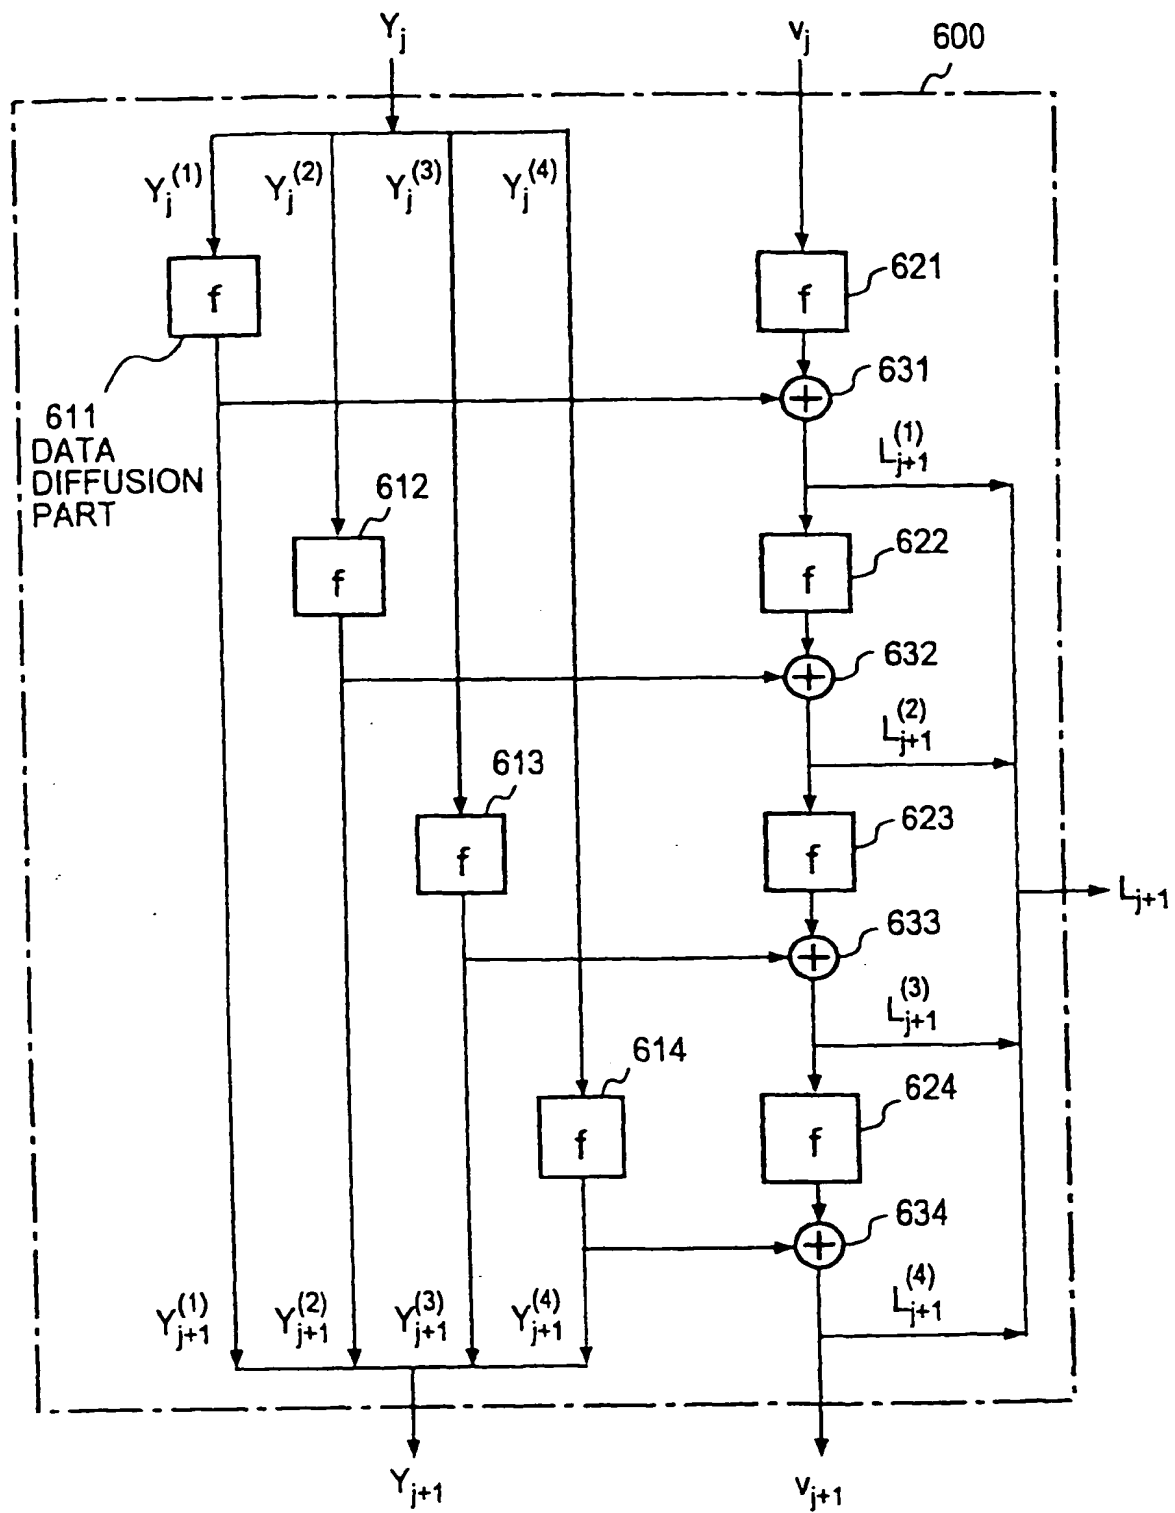 Y_j
v_j
600
Y_j^(1)
Y_j^(2)
Y_j^(3)
Y_j^(4)
f
f
621
631
611
DATA
DIFFUSION
PART
L_{j+1}^(1)
612
f
f
622
632
L_{j+1}^(2)
613
f
f
623
L_{j+1}
633
L_{j+1}^(3)
614
f
f
624
634
L_{j+1}^(4)
Y_{j+1}^(1)
Y_{j+1}^(2)
Y_{j+1}^(3)
Y_{j+1}^(4)
Y_{j+1}
v_{j+1}